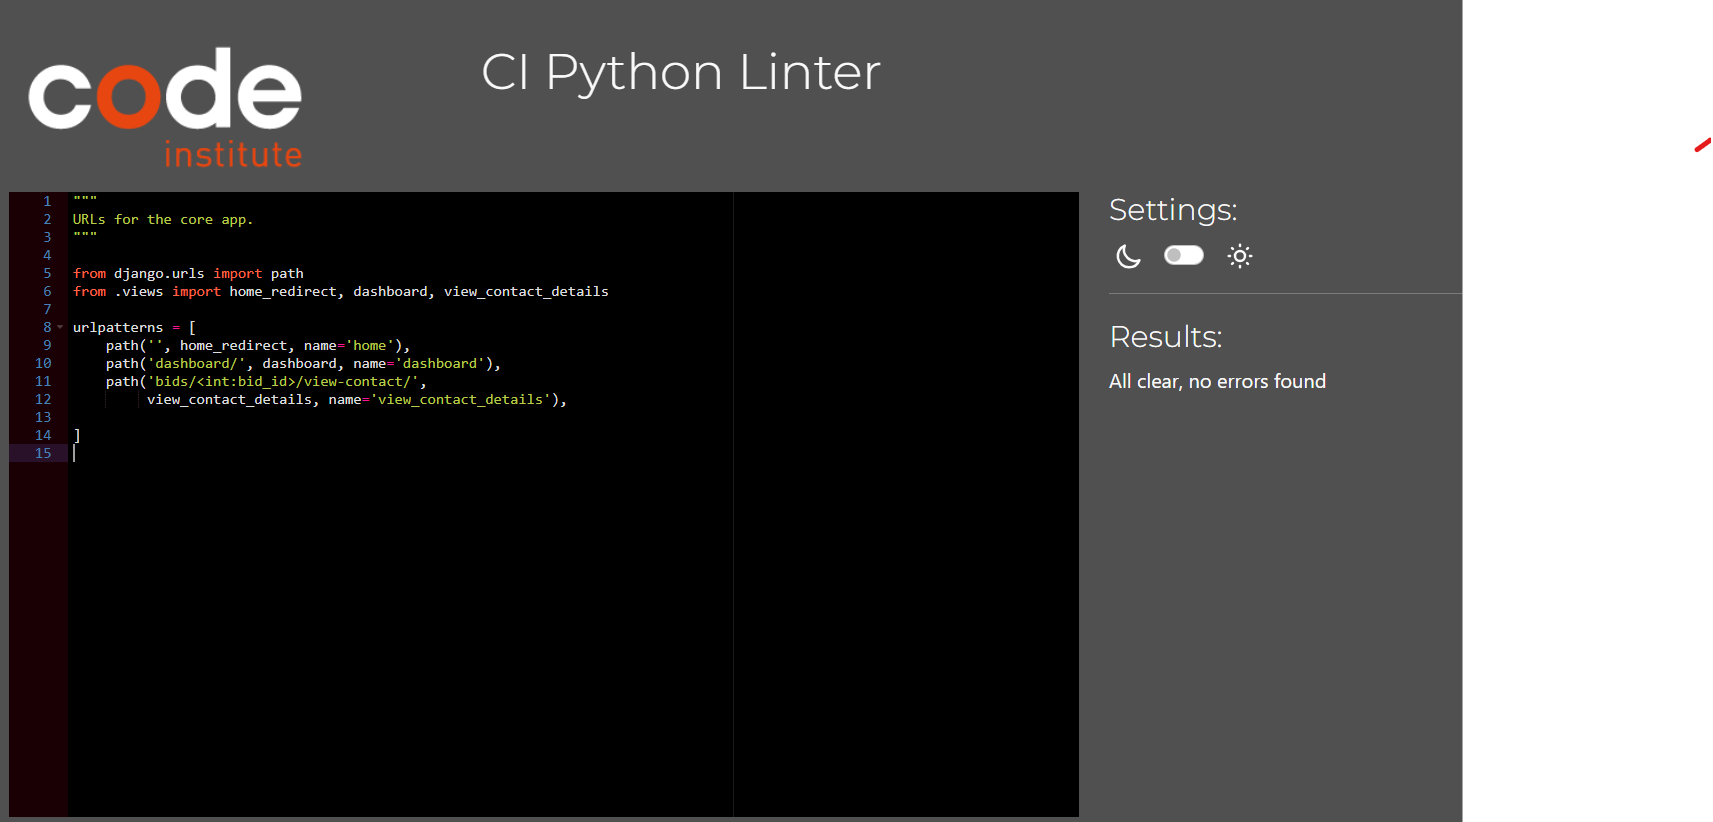 code
institute
CI Python Linter
1 """
2 URLs for the core app.
3 """
4
5 from django.urls import path
6 from .views import home_redirect, dashboard, view_contact_details
7
8 urlpatterns = [
9     path('', home_redirect, name='home'),
10     path('dashboard/', dashboard, name='dashboard'),
11     path('bids/<int:bid_id>/view-contact/',
12          view_contact_details, name='view_contact_details'),
13
14 ]
15
Settings:
Results:
All clear, no errors found